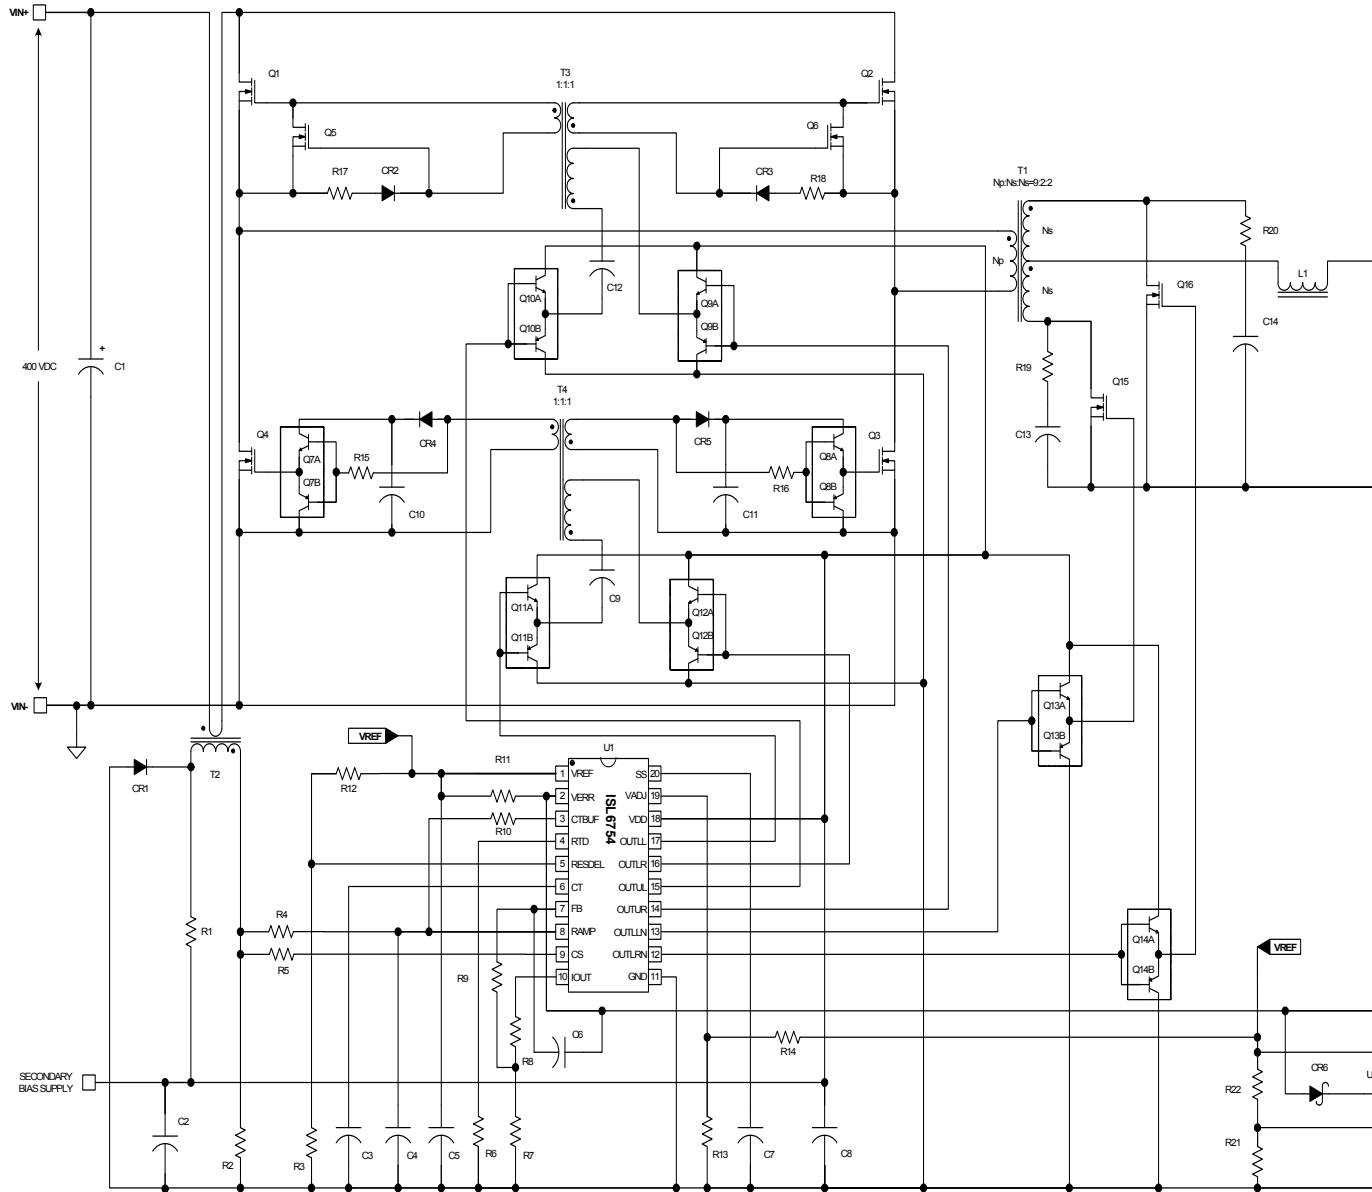 VIN+
Q1
T3
1:1:1
Q2
Q5
Q6
R17
CR2
CR3
R18
T1
Np:Ns:Ns=9:2:2
Ns
R20
Np
L1
Q10A
Q10B
C12
Q9A
Q9B
Ns
Q16
C14
400 VDC
C1
+
R19
Q15
T4
1:1:1
C13
Q4
CR4
CR5
Q3
Q7A
Q7B
R15
C10
R16
C11
Q8A
Q8B
Q11A
Q11B
C9
Q12A
Q12B
VIN-
Q13A
Q13B
VREF
T2
CR1
R12
R11
R10
U1
ISL6754
1 VREF
2 VERR
3 CTBUF
4 RTD
5 RESDEL
6 CT
7 FB
8 RAMP
9 CS
10 IOUT
SS 20
VADJ 19
VDD 18
OUTLL 17
OUTLR 16
OUTUL 15
OUTUR 14
OUTLLN 13
OUTLRN 12
GND 11
R1
R4
R5
R9
Q14A
Q14B
VREF
R8
C6
R14
SECONDARY
BIAS SUPPLY
R22
CR6
U
C2
R2
R3
C3
C4
C5
R6
R7
R13
C7
C8
R21